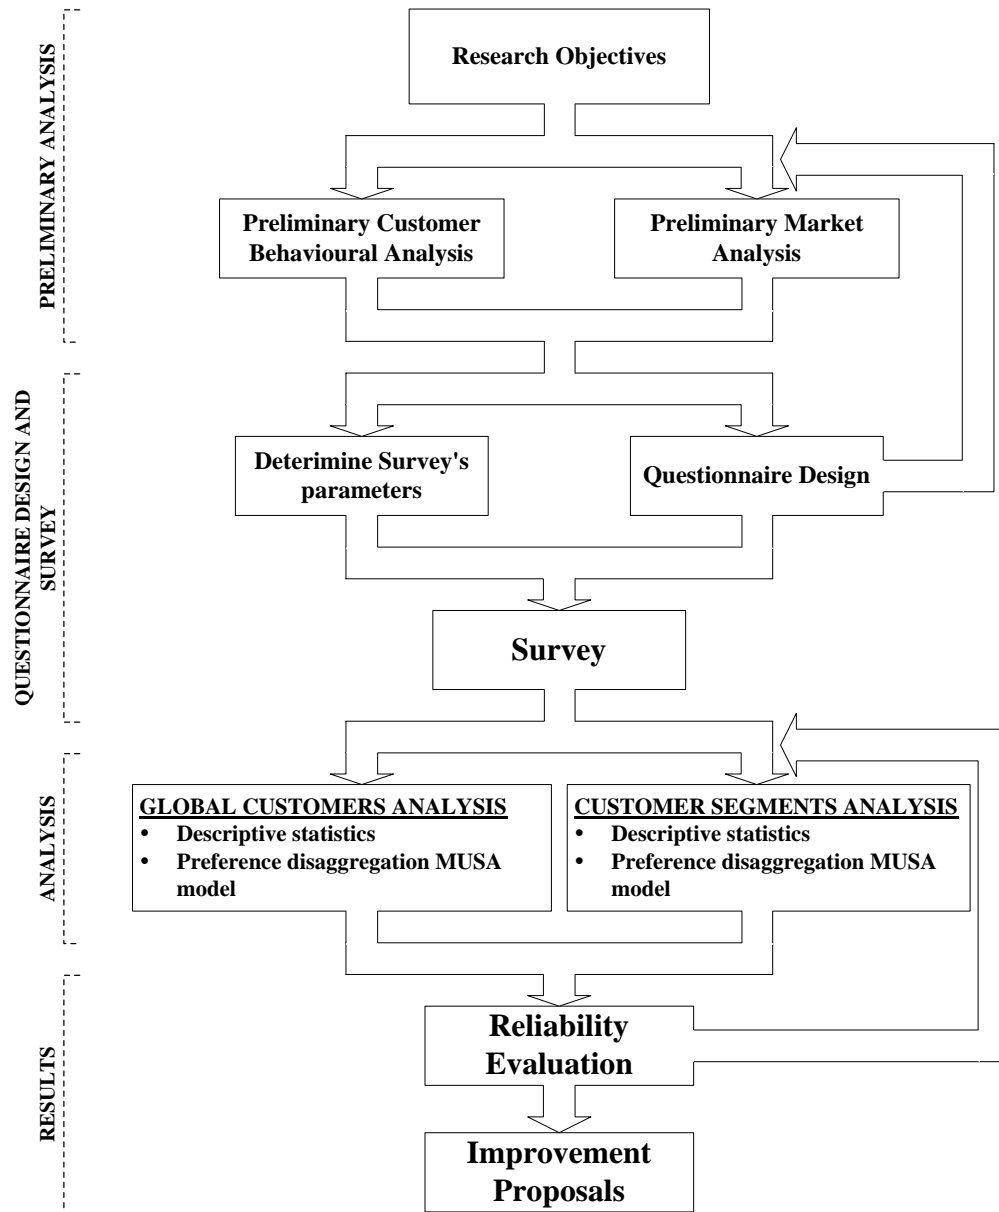 PRELIMINARY ANALYSIS
Research Objectives
Preliminary Customer
Behavioural Analysis
Preliminary Market
Analysis
QUESTIONNAIRE DESIGN AND
SURVEY
Deterimine Survey's
parameters
Questionnaire Design
Survey
ANALYSIS
GLOBAL CUSTOMERS ANALYSIS
• Descriptive statistics
• Preference disaggregation MUSA
model
CUSTOMER SEGMENTS ANALYSIS
• Descriptive statistics
• Preference disaggregation MUSA
model
RESULTS
Reliability
Evaluation
Improvement
Proposals